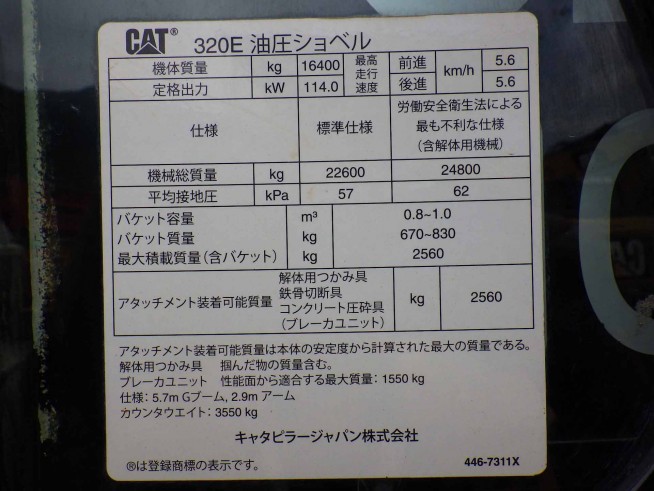 CAT® 320E 油圧ショベル
機体質量 kg 16400 最高走行速度 前進 km/h 5.6
定格出力 kW 114.0 後進 5.6
仕様 標準仕様 労働安全衛生法による
最も不利な仕様
(含解体用機械)
機械総質量 kg 22600 24800
平均接地圧 kPa 57 62
バケット容量 m³ 0.8~1.0
バケット質量 kg 670~830
最大積載質量(含バケット) kg 2560
アタッチメント装着可能質量 解体用つかみ具 kg 2560
鉄骨切断具
コンクリート圧砕具
(ブレーカユニット)
アタッチメント装着可能質量は本体の安定度から計算された最大の質量である。
解体用つかみ具 掴んだ物の質量含む。
ブレーカユニット 性能面から適合する最大質量: 1550 kg
仕様: 5.7m Gブーム, 2.9m アーム
カウンタウエイト: 3550 kg
キャタピラージャパン株式会社
®は登録商標の表示です。 446-7311X